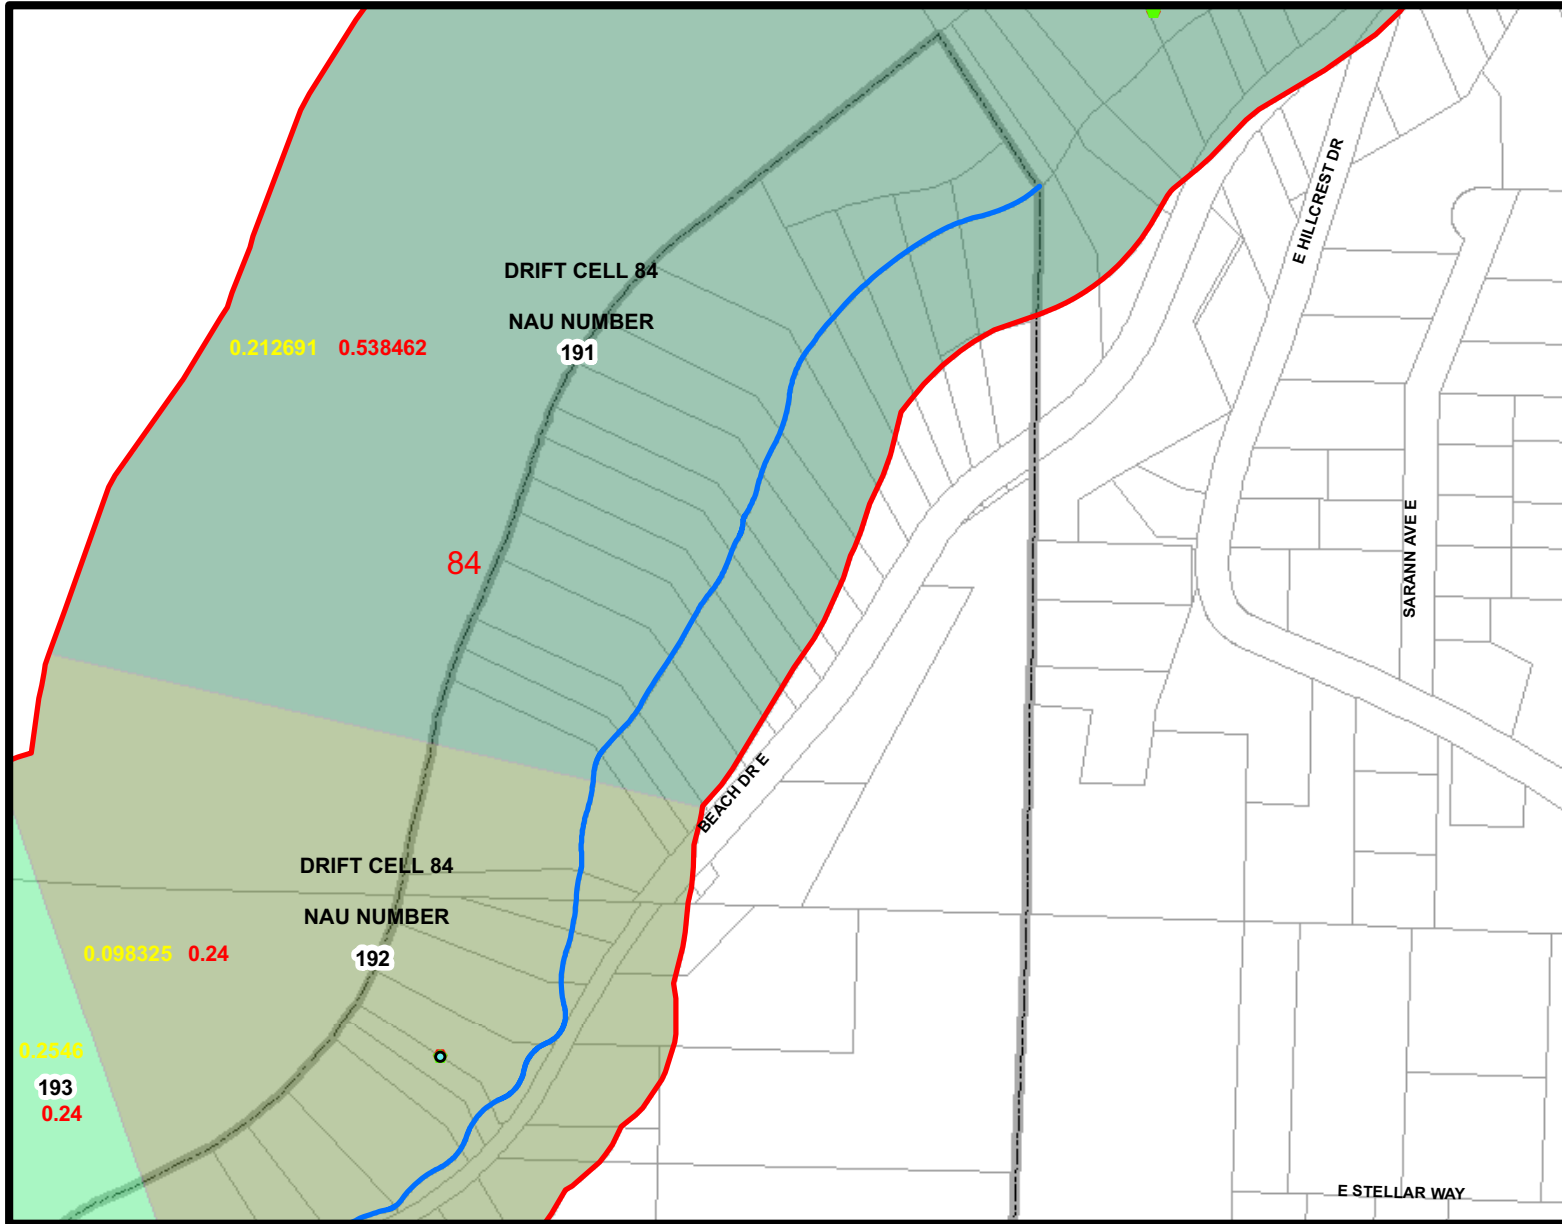 E HILLCREST DR
DRIFT CELL 84
NAU NUMBER
191
0.212691 0.538462
84
SARANN AVE E
BEACH DR E
DRIFT CELL 84
NAU NUMBER
192
0.098325 0.24
0.2546
193
0.24
E STELLAR WAY